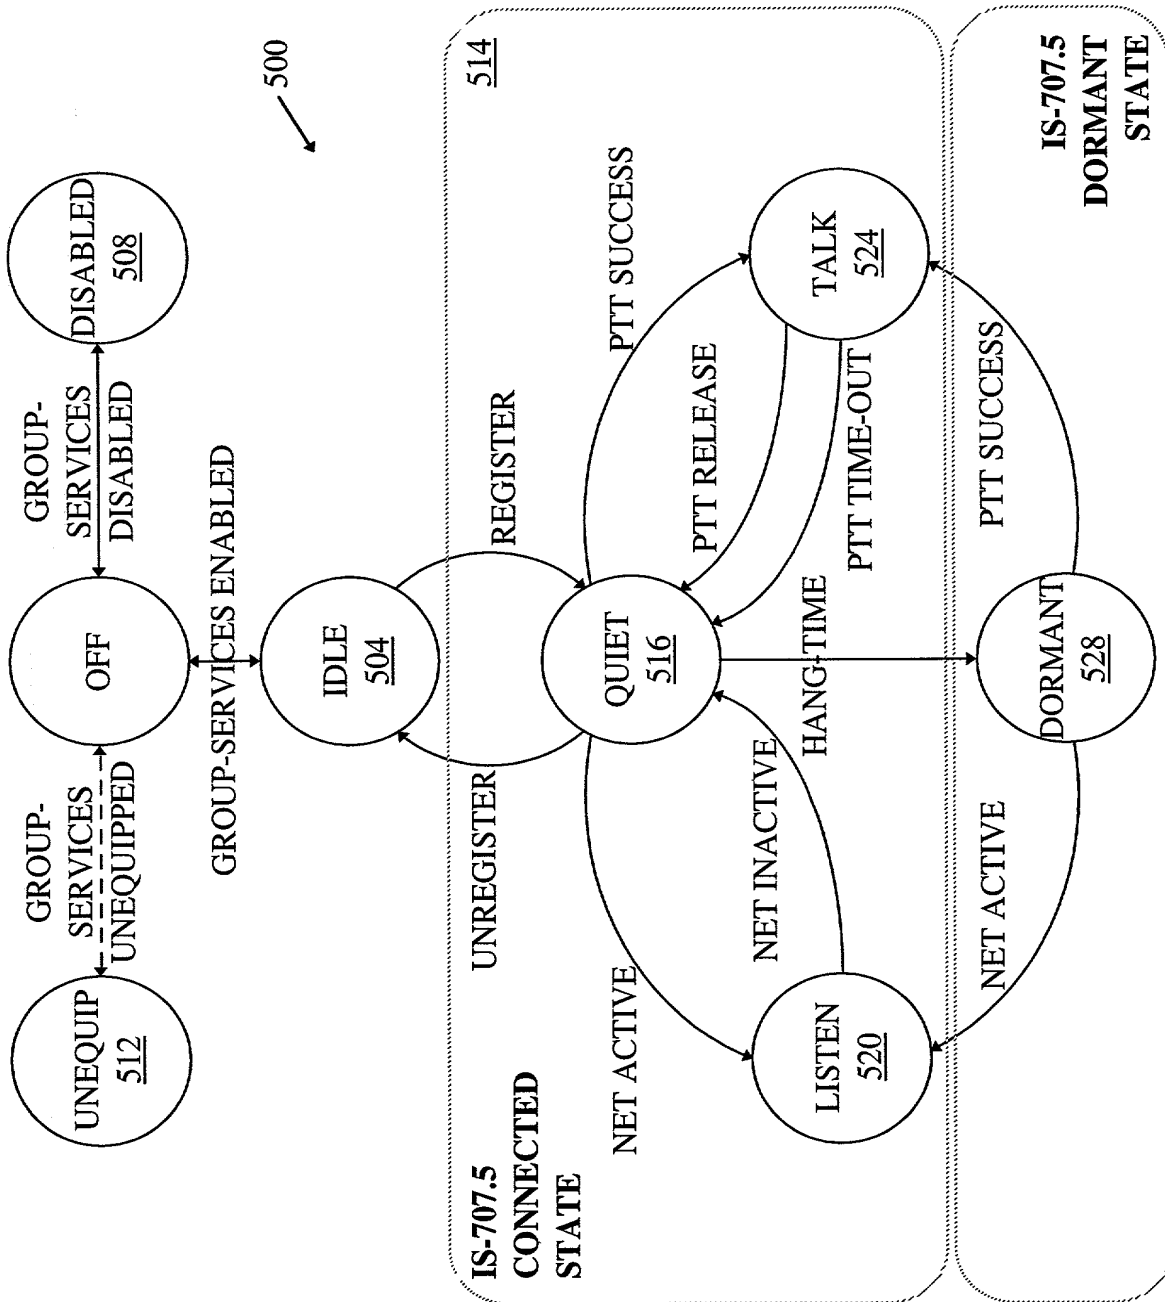 500
GROUP-
SERVICES
UNEQUIPPED
GROUP-
SERVICES
DISABLED
UNEQUIP
512
OFF
DISABLED
508
GROUP-SERVICES ENABLED
IDLE
504
UNREGISTER
REGISTER
IS-707.5
CONNECTED
STATE
514
NET ACTIVE
QUIET
516
PTT SUCCESS
NET INACTIVE
PTT RELEASE
HANG-TIME
PTT TIME-OUT
LISTEN
520
TALK
524
NET ACTIVE
PTT SUCCESS
DORMANT
528
IS-707.5
DORMANT
STATE